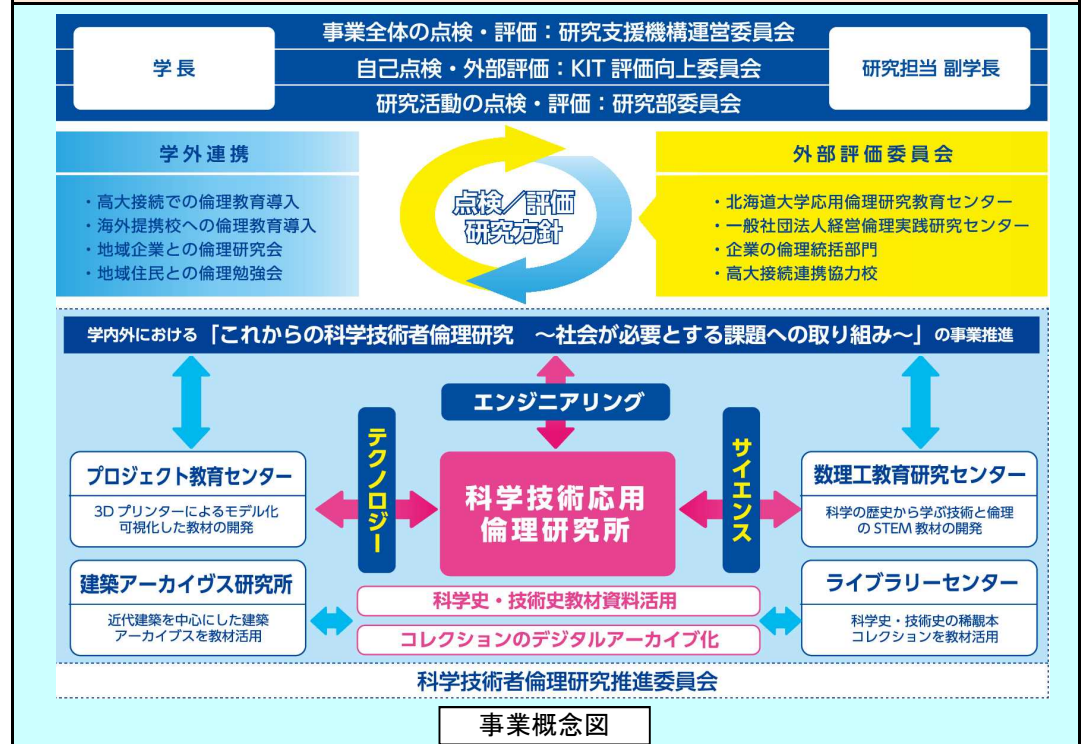 事業全体の点検・評価：研究支援機構運営委員会
学長
自己点検・外部評価：KIT 評価向上委員会
研究担当 副学長
研究活動の点検・評価：研究部委員会
学外連携
・高大接続での倫理教育導入
・海外提携校への倫理教育導入
・地域企業との倫理研究会
・地域住民との倫理勉強会
点検／評価
研究方針
外部評価委員会
・北海道大学応用倫理研究教育センター
・一般社団法人経営倫理実践研究センター
・企業の倫理統括部門
・高大接続連携協力校
学内外における「これからの科学技術者倫理研究　～社会が必要とする課題への取り組み～」の事業推進
エンジニアリング
テクノロジー
サイエンス
プロジェクト教育センター
3D プリンターによるモデル化
可視化した教材の開発
科学技術応用
倫理研究所
数理工教育研究センター
科学の歴史から学ぶ技術と倫理
の STEM 教材の開発
建築アーカイヴス研究所
近代建築を中心にした建築
アーカイブスを教材活用
科学史・技術史教材資料活用
コレクションのデジタルアーカイブ化
ライブラリーセンター
科学史・技術史の稀覯本
コレクションを教材活用
科学技術者倫理研究推進委員会
事業概念図